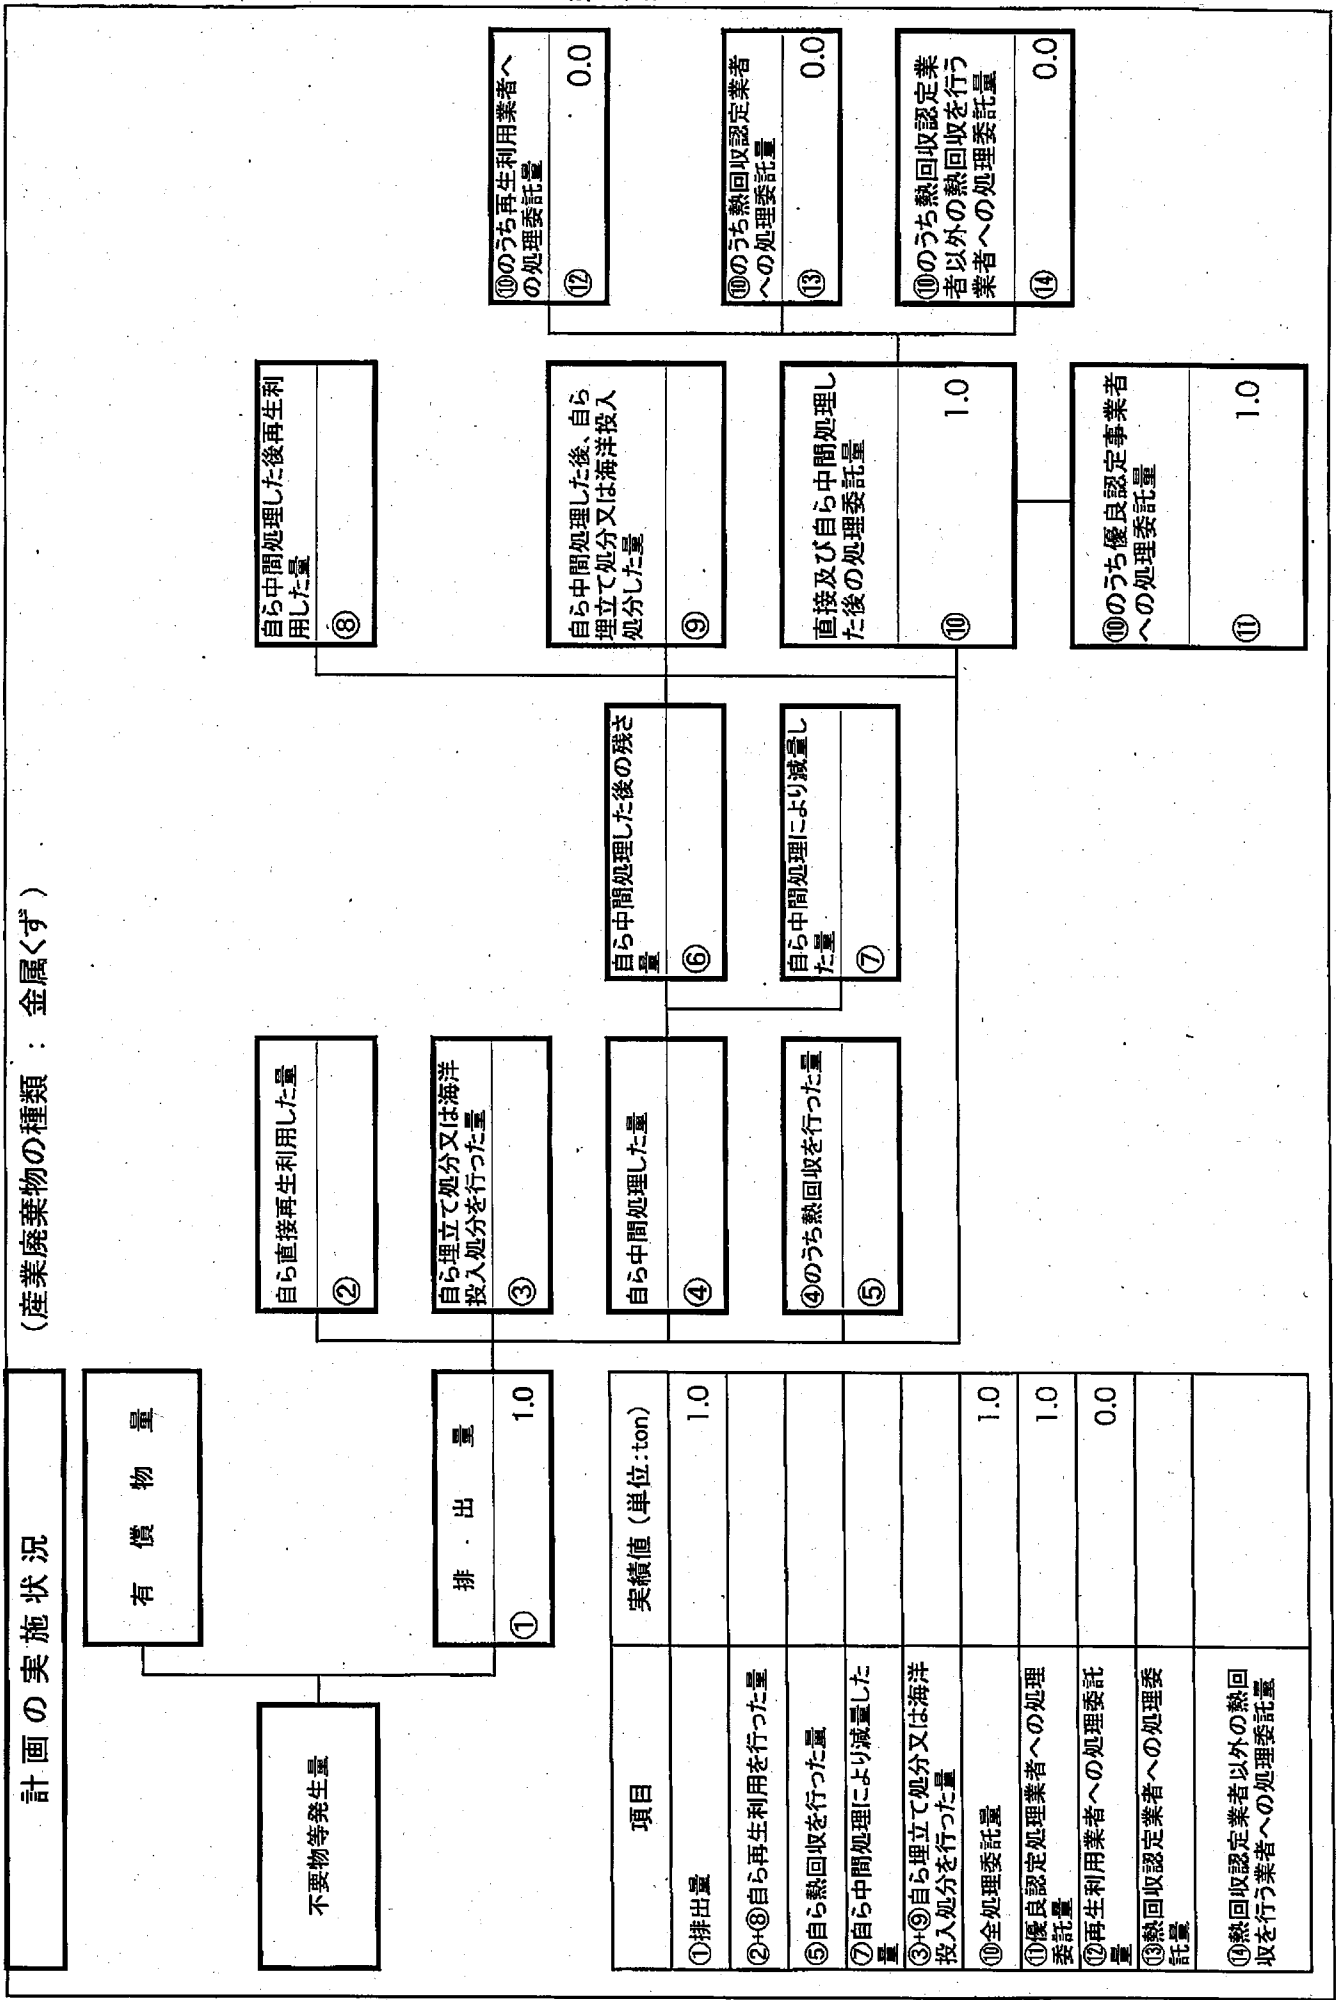 計画の実施状況
(産業廃棄物の種類 : 金属くず)
不要物等発生量
有償物量
排出量
① 1.0
自ら直接再生利用した量
②
自ら埋立て処分又は海洋
投入処分を行った量
③
自ら中間処理した量
④
④のうち熱回収を行った量
⑤
自ら中間処理した後の残さ
量
⑥
自ら中間処理により減量し
た量
⑦
自ら中間処理した後再生利
用した量
⑧
自ら中間処理した後、自ら
埋立て処分又は海洋投入
処分した量
⑨
直接及び自ら中間処理し
た後の処理委託量
⑩ 1.0
⑩のうち優良認定事業者
への処理委託量
⑪ 1.0
⑩のうち再生利用業者へ
の処理委託量
⑫ 0.0
⑩のうち熱回収認定業者
への処理委託量
⑬ 0.0
⑩のうち熱回収認定業
者以外の熱回収を行う
業者への処理委託量
⑭ 0.0
項目 実績値(単位:ton)
①排出量 1.0
②+⑧自ら再生利用を行った量
⑤自ら熱回収を行った量
⑦自ら中間処理により減量した
量
③+⑨自ら埋立て処分又は海洋
投入処分を行った量
⑩全処理委託量 1.0
⑪優良認定処理業者への処理
委託量 1.0
⑫再生利用業者への処理委託
量 0.0
⑬熱回収認定業者への処理委
託量
⑭熱回収認定業者以外の熱回
収を行う業者への処理委託量